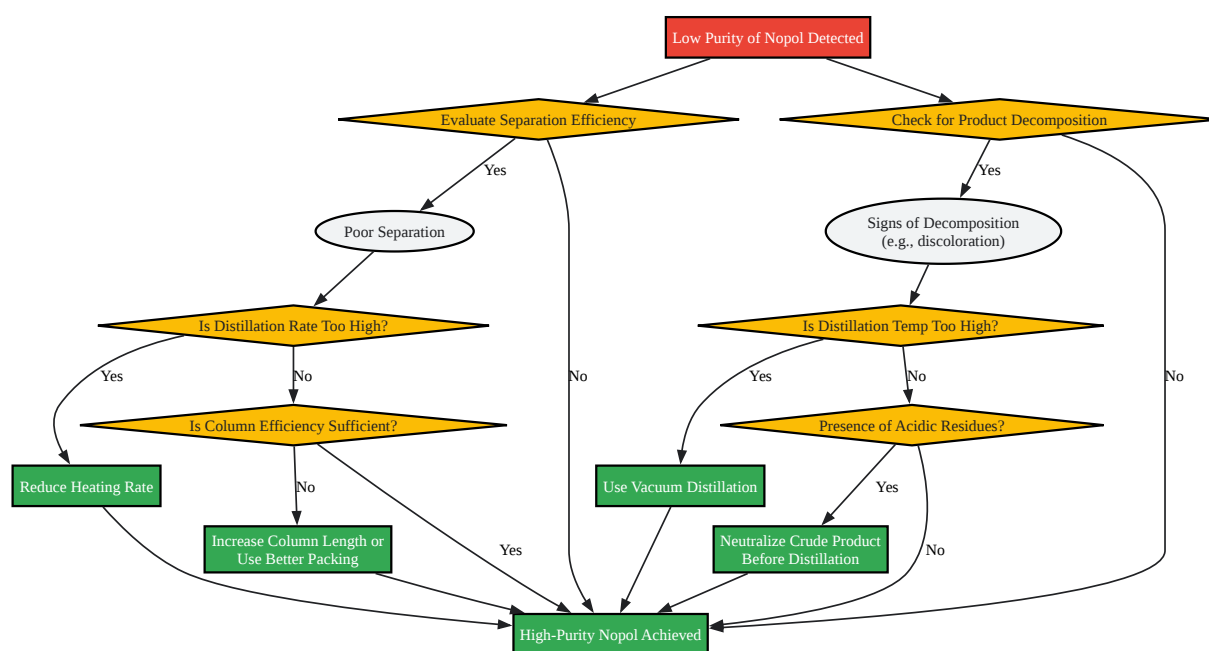 Low Purity of Nopol Detected
Evaluate Separation Efficiency
Check for Product Decomposition
Yes
Yes
Poor Separation
Signs of Decomposition
(e.g., discoloration)
Is Distillation Rate Too High?
Is Distillation Temp Too High?
Yes
No
No
Yes
No
No
Is Column Efficiency Sufficient?
Presence of Acidic Residues?
Reduce Heating Rate
No
Use Vacuum Distillation
Yes
Increase Column Length or
Use Better Packing
Yes
Neutralize Crude Product
Before Distillation
No
High-Purity Nopol Achieved